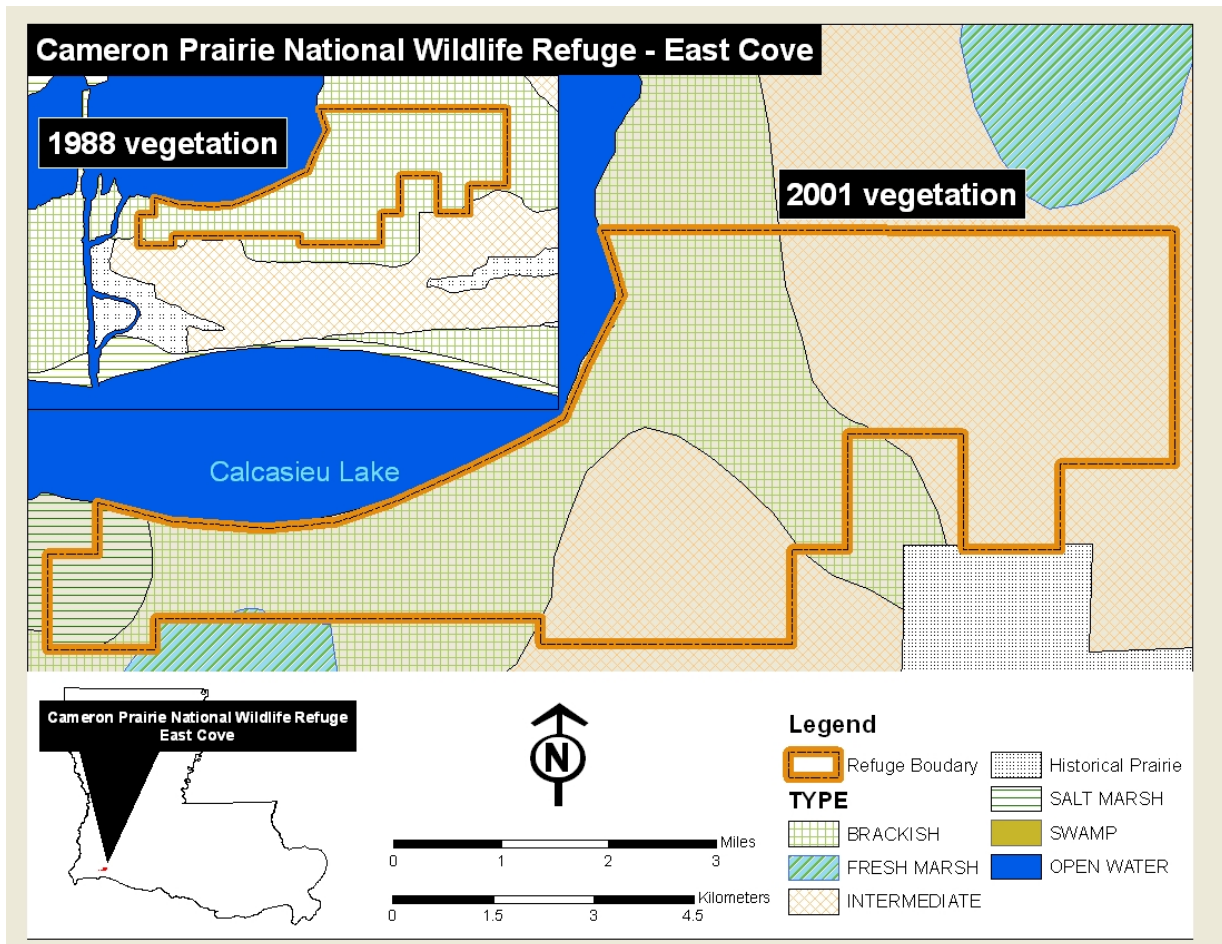 Cameron Prairie National Wildlife Refuge - East Cove
1988 vegetation
2001 vegetation
Calcasieu Lake
Cameron Prairie National Wildlife Refuge
East Cove
N
0 1 2 3 Miles
0 1.5 3 4.5 Kilometers
Legend
Refuge Boudary
TYPE
BRACKISH
FRESH MARSH
INTERMEDIATE
Historical Prairie
SALT MARSH
SWAMP
OPEN WATER